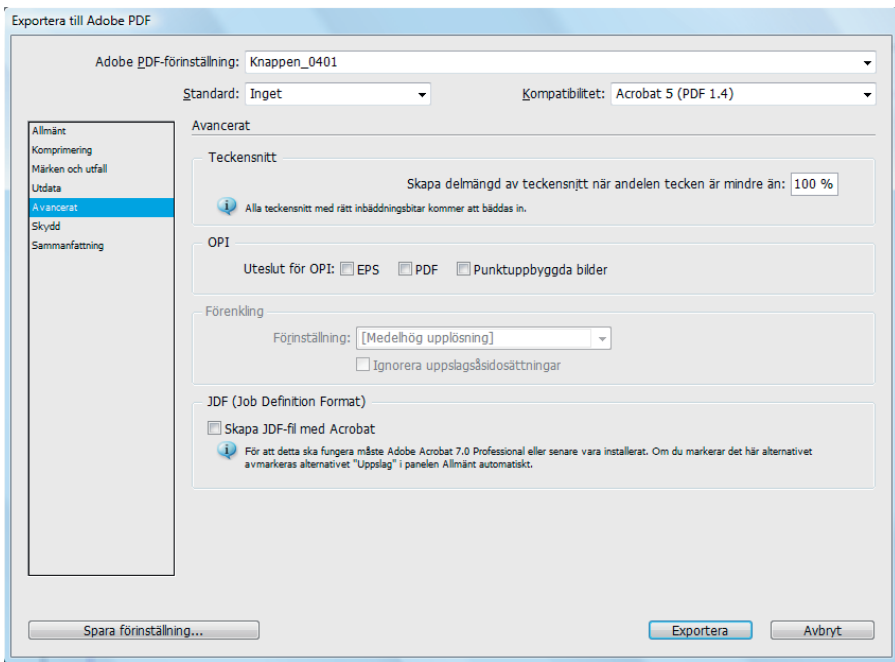 Exportera till Adobe PDF
Adobe PDF-förinställning: Knappen_0401
Standard: Inget Kompatibilitet: Acrobat 5 (PDF 1.4)
Allmänt
Komprimering
Märken och utfall
Utdata
Avancerat
Skydd
Sammanfattning
Avancerat
Teckensnitt
Skapa delmängd av teckensnitt när andelen tecken är mindre än: 100 %
Alla teckensnitt med rätt inbäddningsbitar kommer att bäddas in.
OPI
Uteslut för OPI: EPS PDF Punktuppbyggda bilder
Förenkling
Förinställning: [Medelhög upplösning]
Ignorera uppslagsåsidosättningar
JDF (Job Definition Format)
Skapa JDF-fil med Acrobat
För att detta ska fungera måste Adobe Acrobat 7.0 Professional eller senare vara installerat. Om du markerar det här alternativet
avmarkeras alternativet "Uppslag" i panelen Allmänt automatiskt.
Spara förinställning... Exportera Avbryt